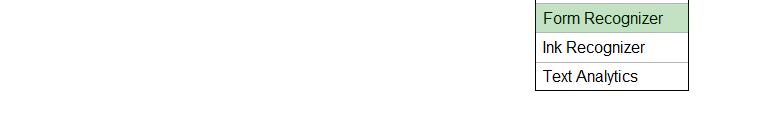 Form Recognizer
Ink Recognizer
Text Analytics